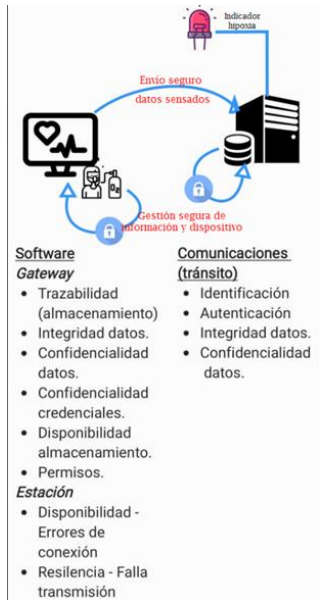 Indicador
hipoxia
Envío seguro
datos sensados
O2
Gestión segura de
información y dispositivo
Software
Gateway
• Trazabilidad
(almacenamiento)
• Integridad datos.
• Confidencialidad
datos.
• Confidencialidad
credenciales.
• Disponibilidad
almacenamiento.
• Permisos.
Estación
• Disponibilidad -
Errores de
conexión
• Resilencia - Falla
transmisión
Comunicaciones
(tránsito)
• Identificación
• Autenticación
• Integridad datos.
• Confidencialidad
datos.